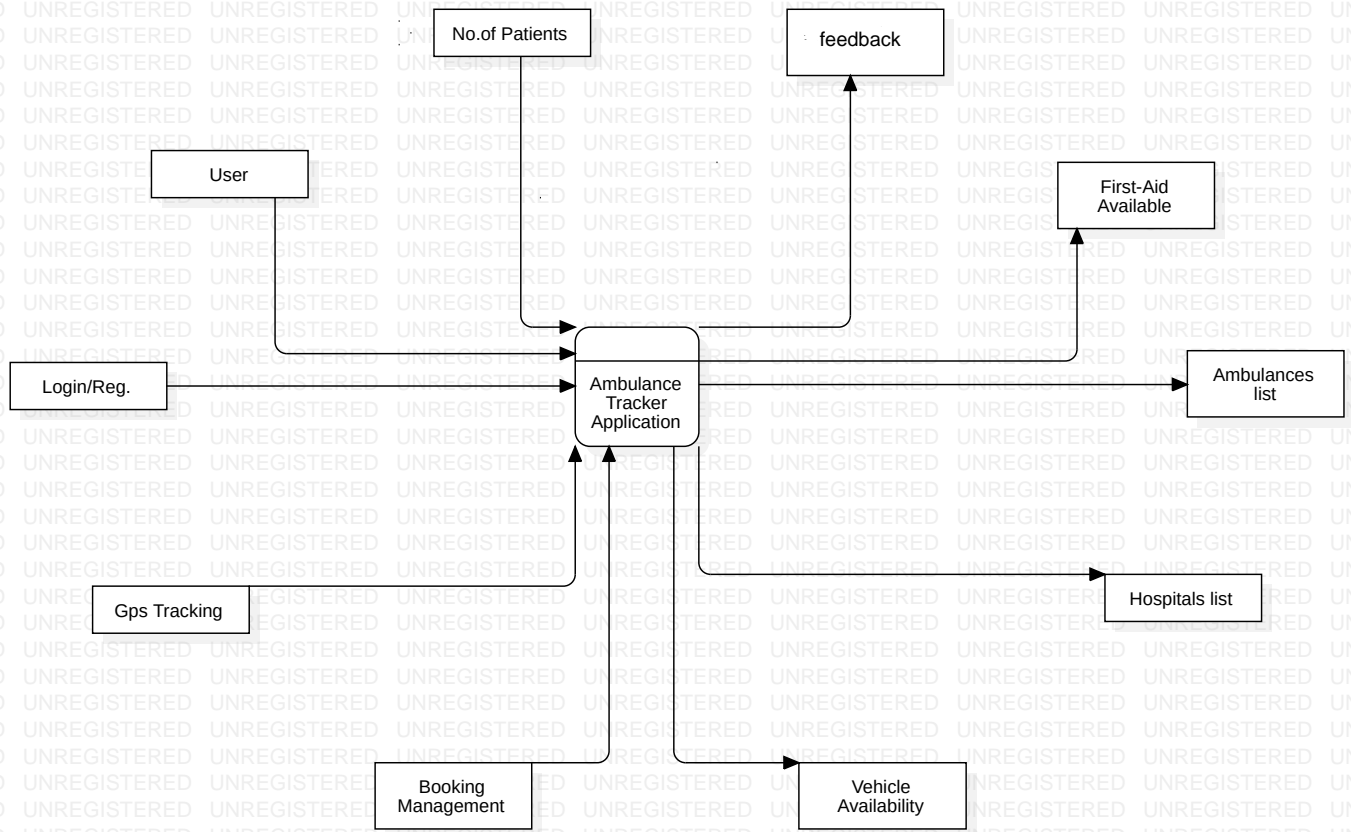 No.of Patients
feedback
User
First-Aid
Available
Login/Reg.
Ambulance
Tracker
Application
Ambulances
list
Gps Tracking
Hospitals list
Booking
Management
Vehicle
Availability
UNREGISTERED